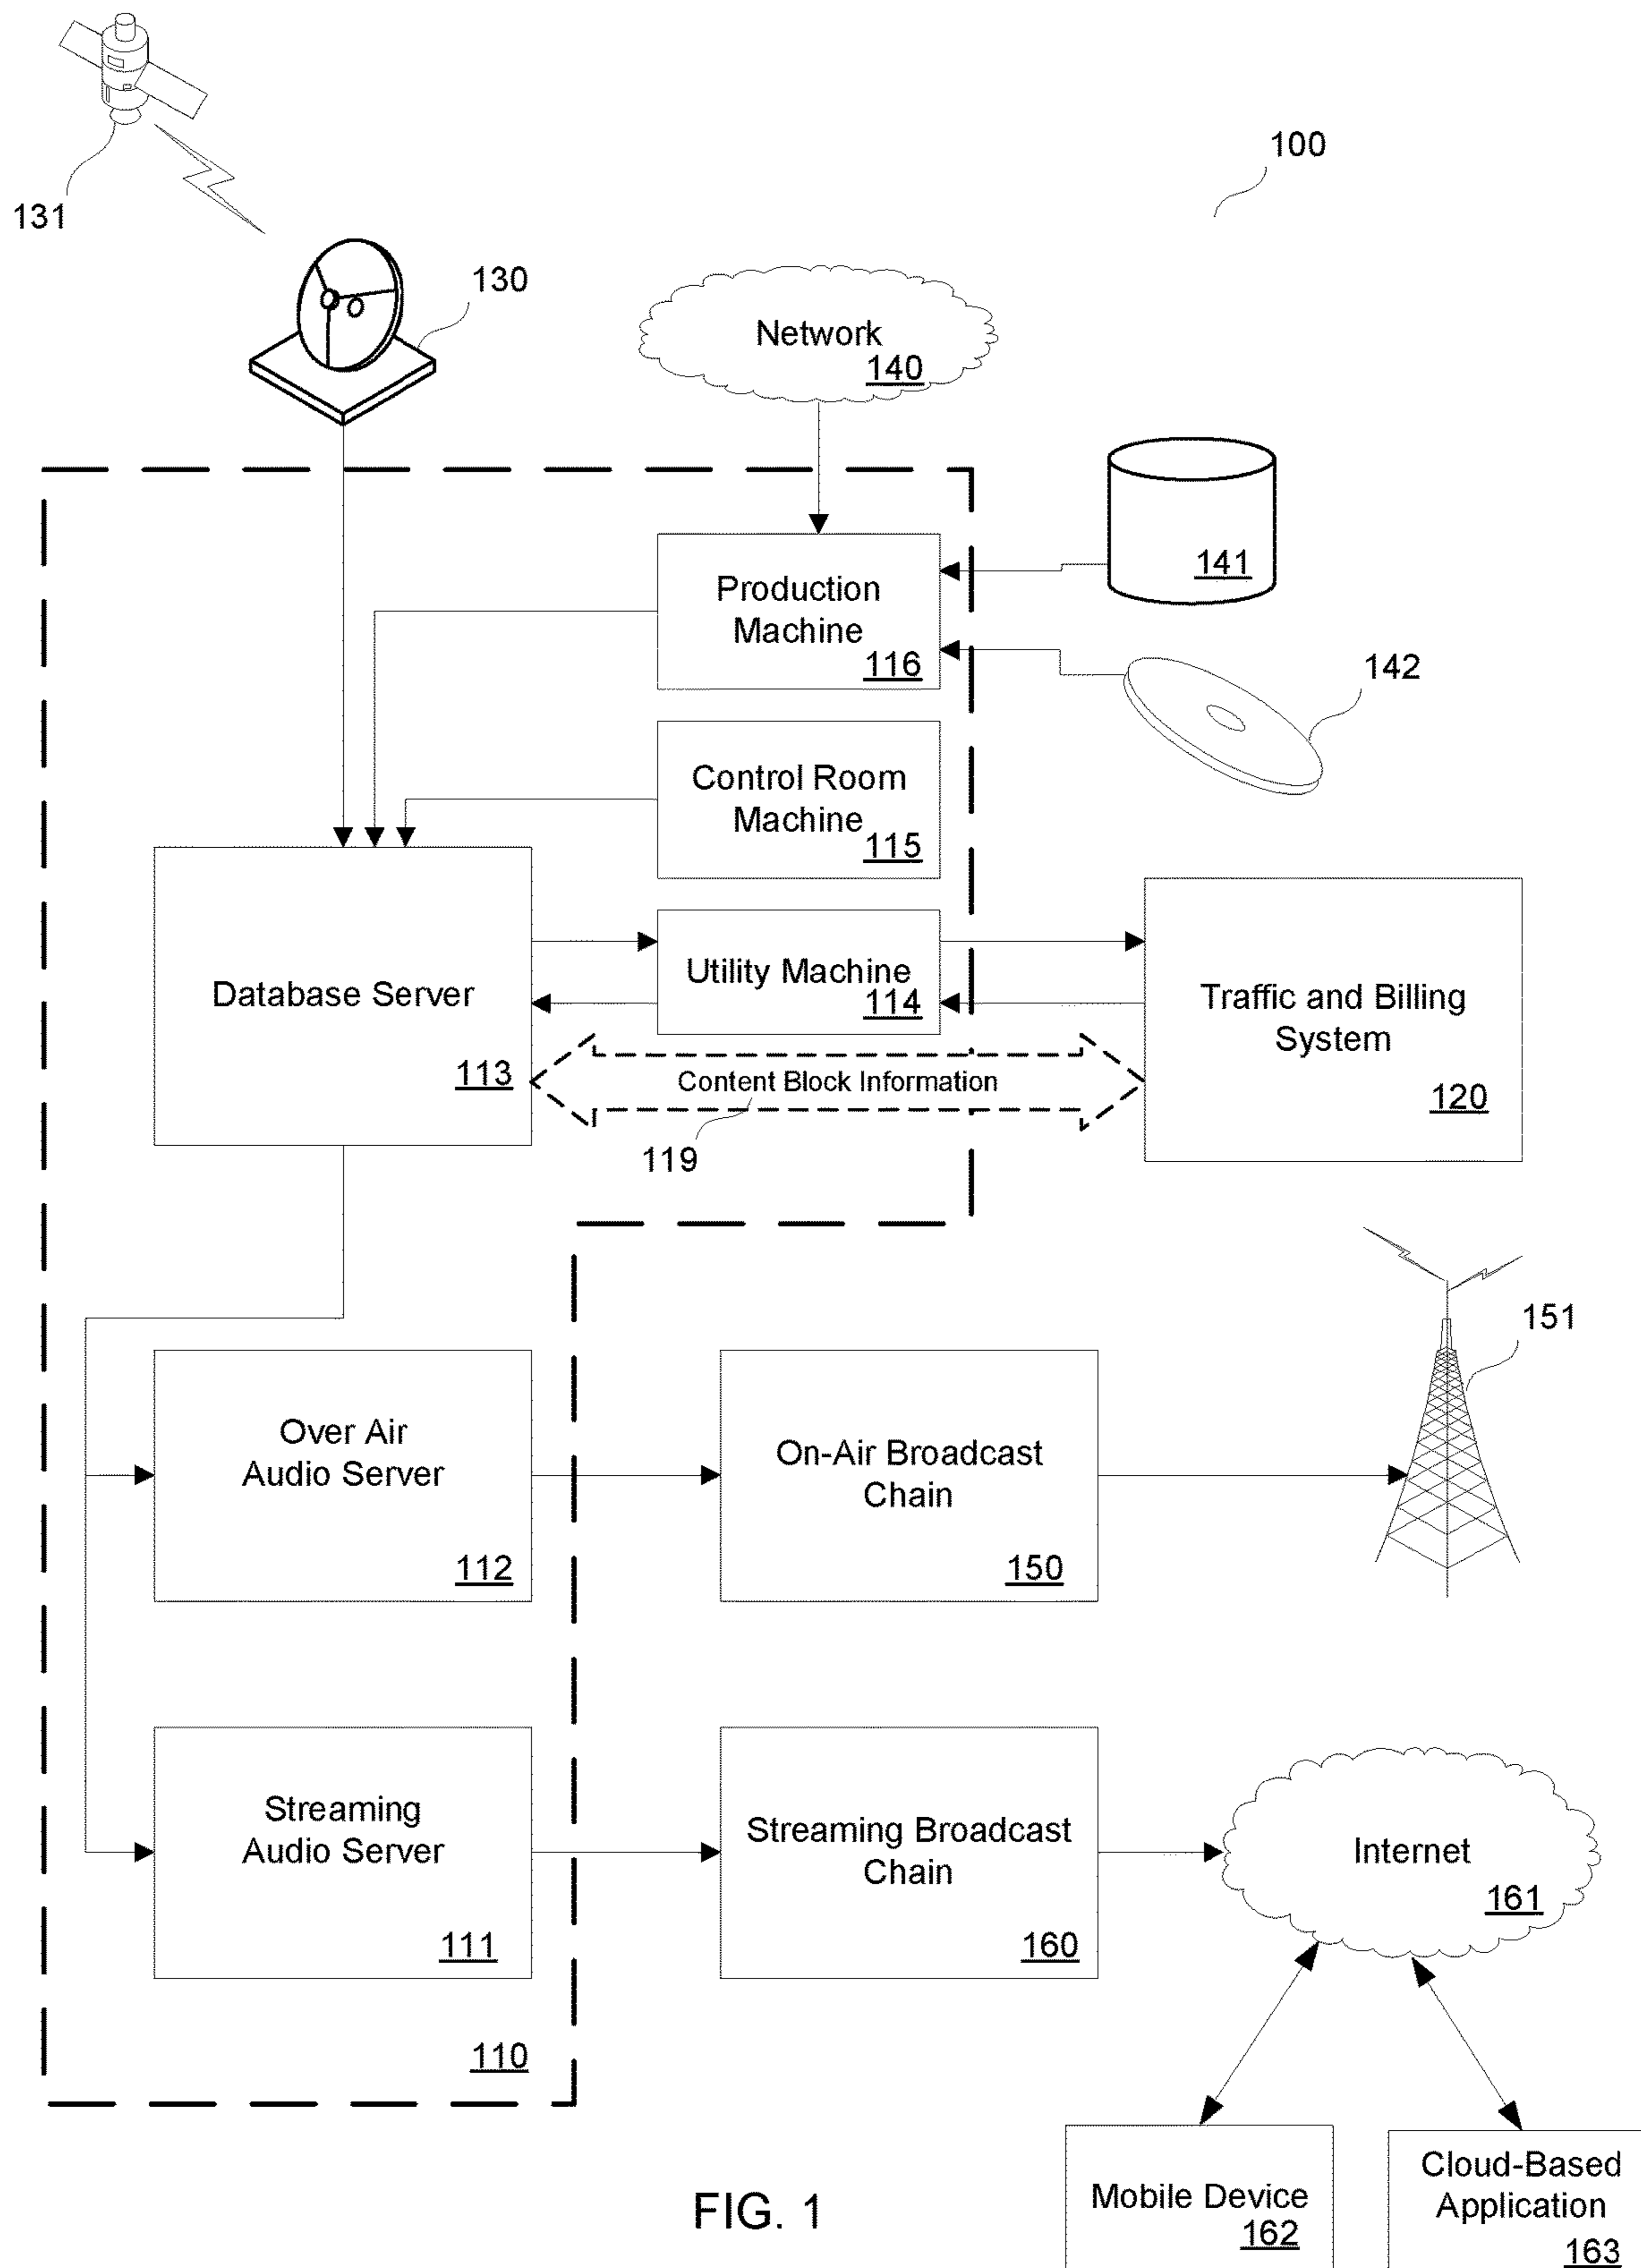 100
131
130
Network
140
141
Production
Machine
116
142
Control Room
Machine
115
Utility Machine
114
Database Server
113
Traffic and Billing
System
120
Content Block Information
119
151
Over Air
Audio Server
112
On-Air Broadcast
Chain
150
Streaming
Audio Server
111
Streaming Broadcast
Chain
160
Internet
161
110
Mobile Device
162
Cloud-Based
Application
163
FIG. 1